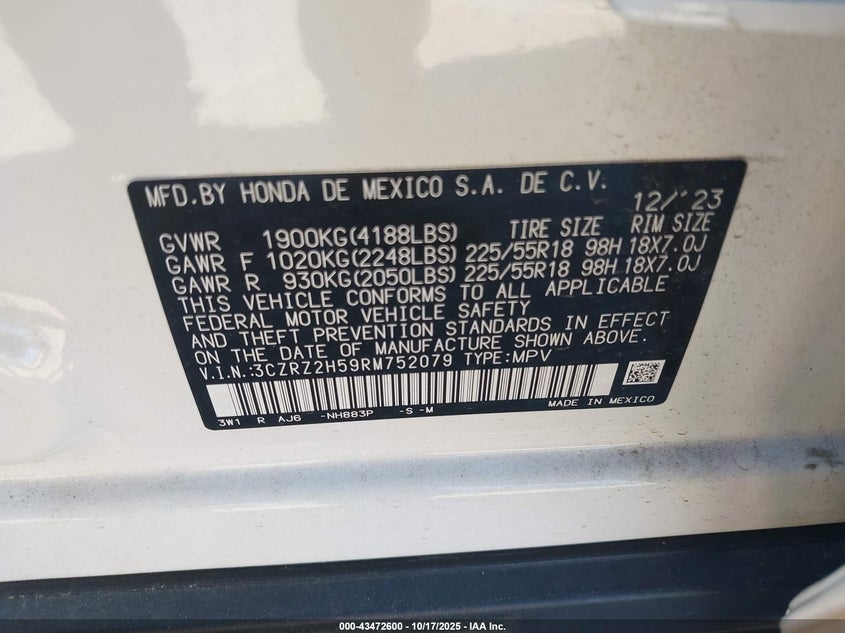 MFD.BY HONDA DE MEXICO S.A. DE C.V. 12/'23
TIRE SIZE RIM SIZE
GVWR 1900KG(4188LBS)
GAWR F 1020KG(2248LBS) 225/55R18 98H 18X7.0J
GAWR R 930KG(2050LBS) 225/55R18 98H 18X7.0J
THIS VEHICLE CONFORMS TO ALL APPLICABLE
FEDERAL MOTOR VEHICLE SAFETY
AND THEFT PREVENTION STANDARDS IN EFFECT
ON THE DATE OF MANUFACTURE SHOWN ABOVE.
V.I.N.:3CZRZ2H59RM752079 TYPE:MPV
3W1 R AJ6 -NH883P -S -M MADE IN MEXICO
000-43472600 - 10/17/2025 - IAA Inc.